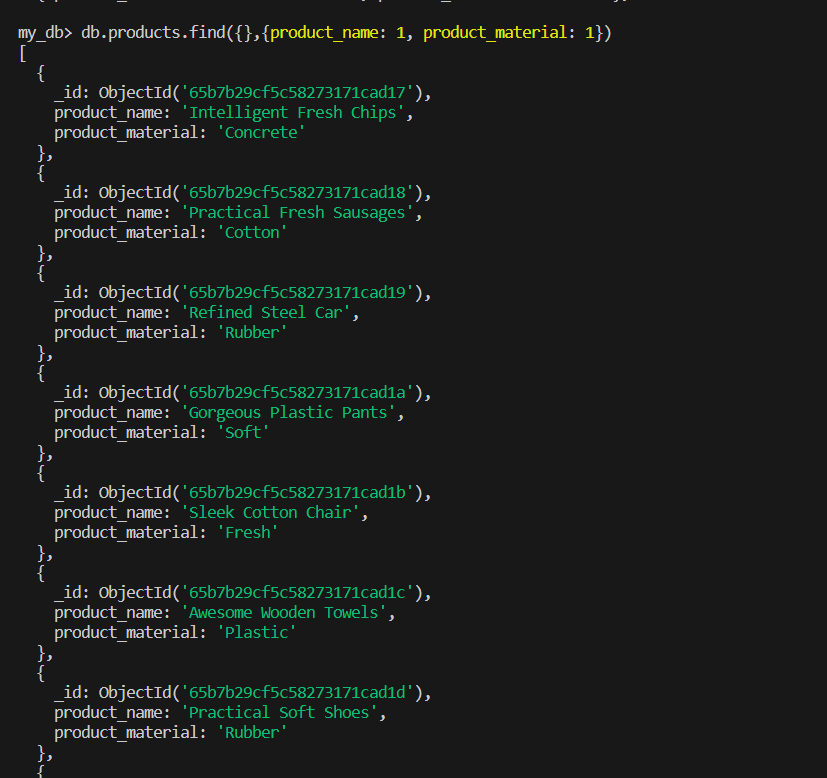 my_db> db.products.find({},{product_name: 1, product_material: 1})
[
  {
    _id: ObjectId('65b7b29cf5c58273171cad17'),
    product_name: 'Intelligent Fresh Chips',
    product_material: 'Concrete'
  },
  {
    _id: ObjectId('65b7b29cf5c58273171cad18'),
    product_name: 'Practical Fresh Sausages',
    product_material: 'Cotton'
  },
  {
    _id: ObjectId('65b7b29cf5c58273171cad19'),
    product_name: 'Refined Steel Car',
    product_material: 'Rubber'
  },
  {
    _id: ObjectId('65b7b29cf5c58273171cad1a'),
    product_name: 'Gorgeous Plastic Pants',
    product_material: 'Soft'
  },
  {
    _id: ObjectId('65b7b29cf5c58273171cad1b'),
    product_name: 'Sleek Cotton Chair',
    product_material: 'Fresh'
  },
  {
    _id: ObjectId('65b7b29cf5c58273171cad1c'),
    product_name: 'Awesome Wooden Towels',
    product_material: 'Plastic'
  },
  {
    _id: ObjectId('65b7b29cf5c58273171cad1d'),
    product_name: 'Practical Soft Shoes',
    product_material: 'Rubber'
  },
  {